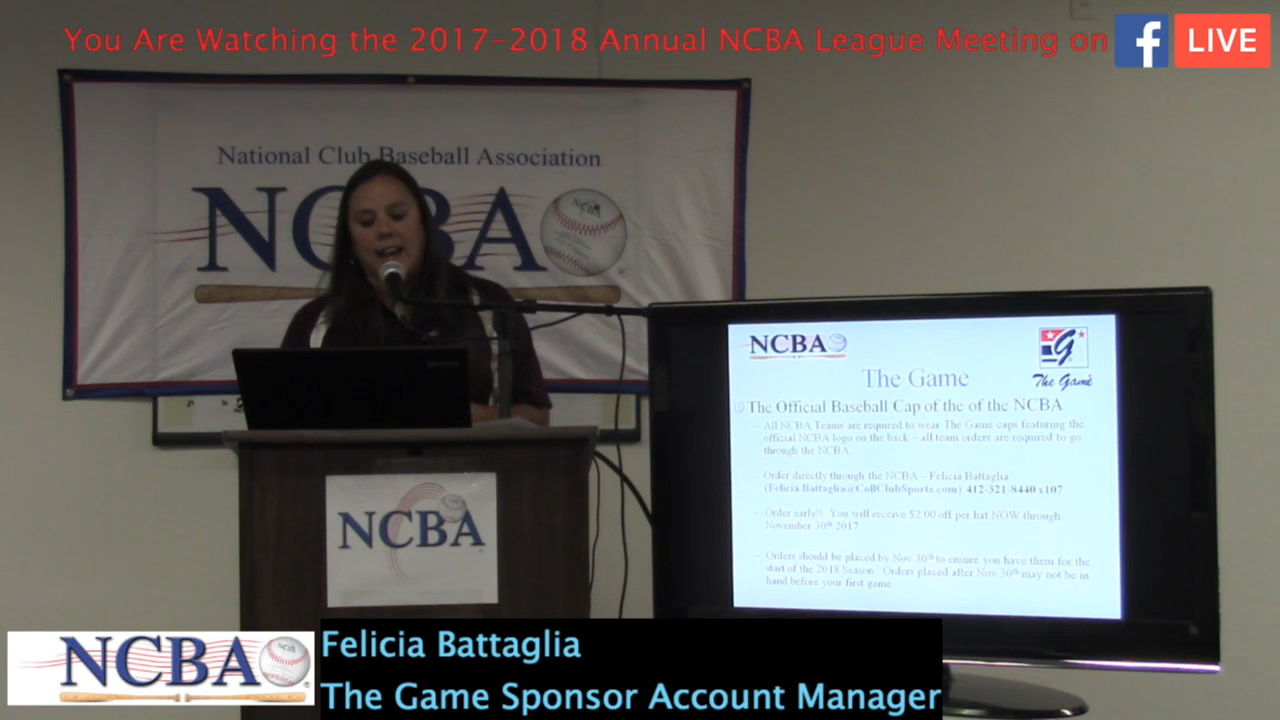 You Are Watching the 2017-2018 Annual NCBA League Meeting on f LIVE
National Club Baseball Association
NCBA
NCBA
The Game
The Game
The Official Baseball Cap of the of the NCBA
– All NCBA Teams are required to wear The Game caps featuring the
official NCBA logo on the back – all team orders are required to go
through the NCBA.
– Order directly through the NCBA – Felicia Battaglia
(Felicia.Battaglia@CollClubSports.com) 412-321-8440 x107
– Order early!! You will receive $2.00 off per hat NOW through
November 30th 2017
– Orders should be placed by Nov 30th to ensure you have them for the
start of the 2018 Season. Orders placed after Nov 30th may not be in
hand before your first game
NCBA
NCBA
Felicia Battaglia
The Game Sponsor Account Manager